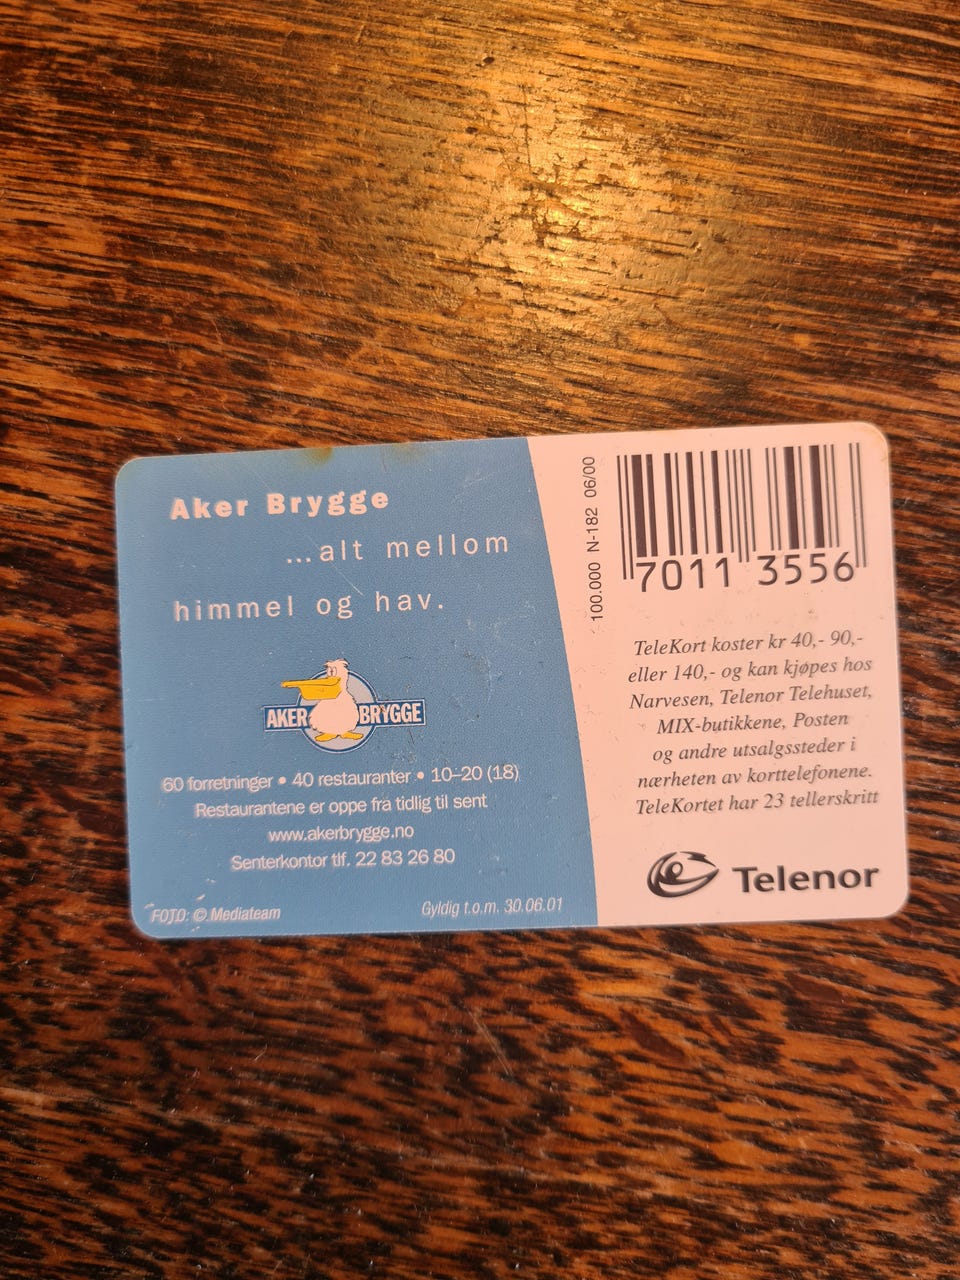 Aker Brygge
...alt mellom
himmel og hav.
AKER BRYGGE
60 forretninger • 40 restauranter • 10–20 (18)
Restaurantene er oppe fra tidlig til sent
www.akerbrygge.no
Senterkontor tlf. 22 83 26 80
FOTO: © Mediateam
Gyldig t.o.m. 30.06.01
100.000 N-182 06/00
7011 3556
TeleKort koster kr 40,- 90,-
eller 140,- og kan kjøpes hos
Narvesen, Telenor Telehuset,
MIX-butikkene, Posten
og andre utsalgssteder i
nærheten av korttelefonene.
TeleKortet har 23 tellerskritt
Telenor